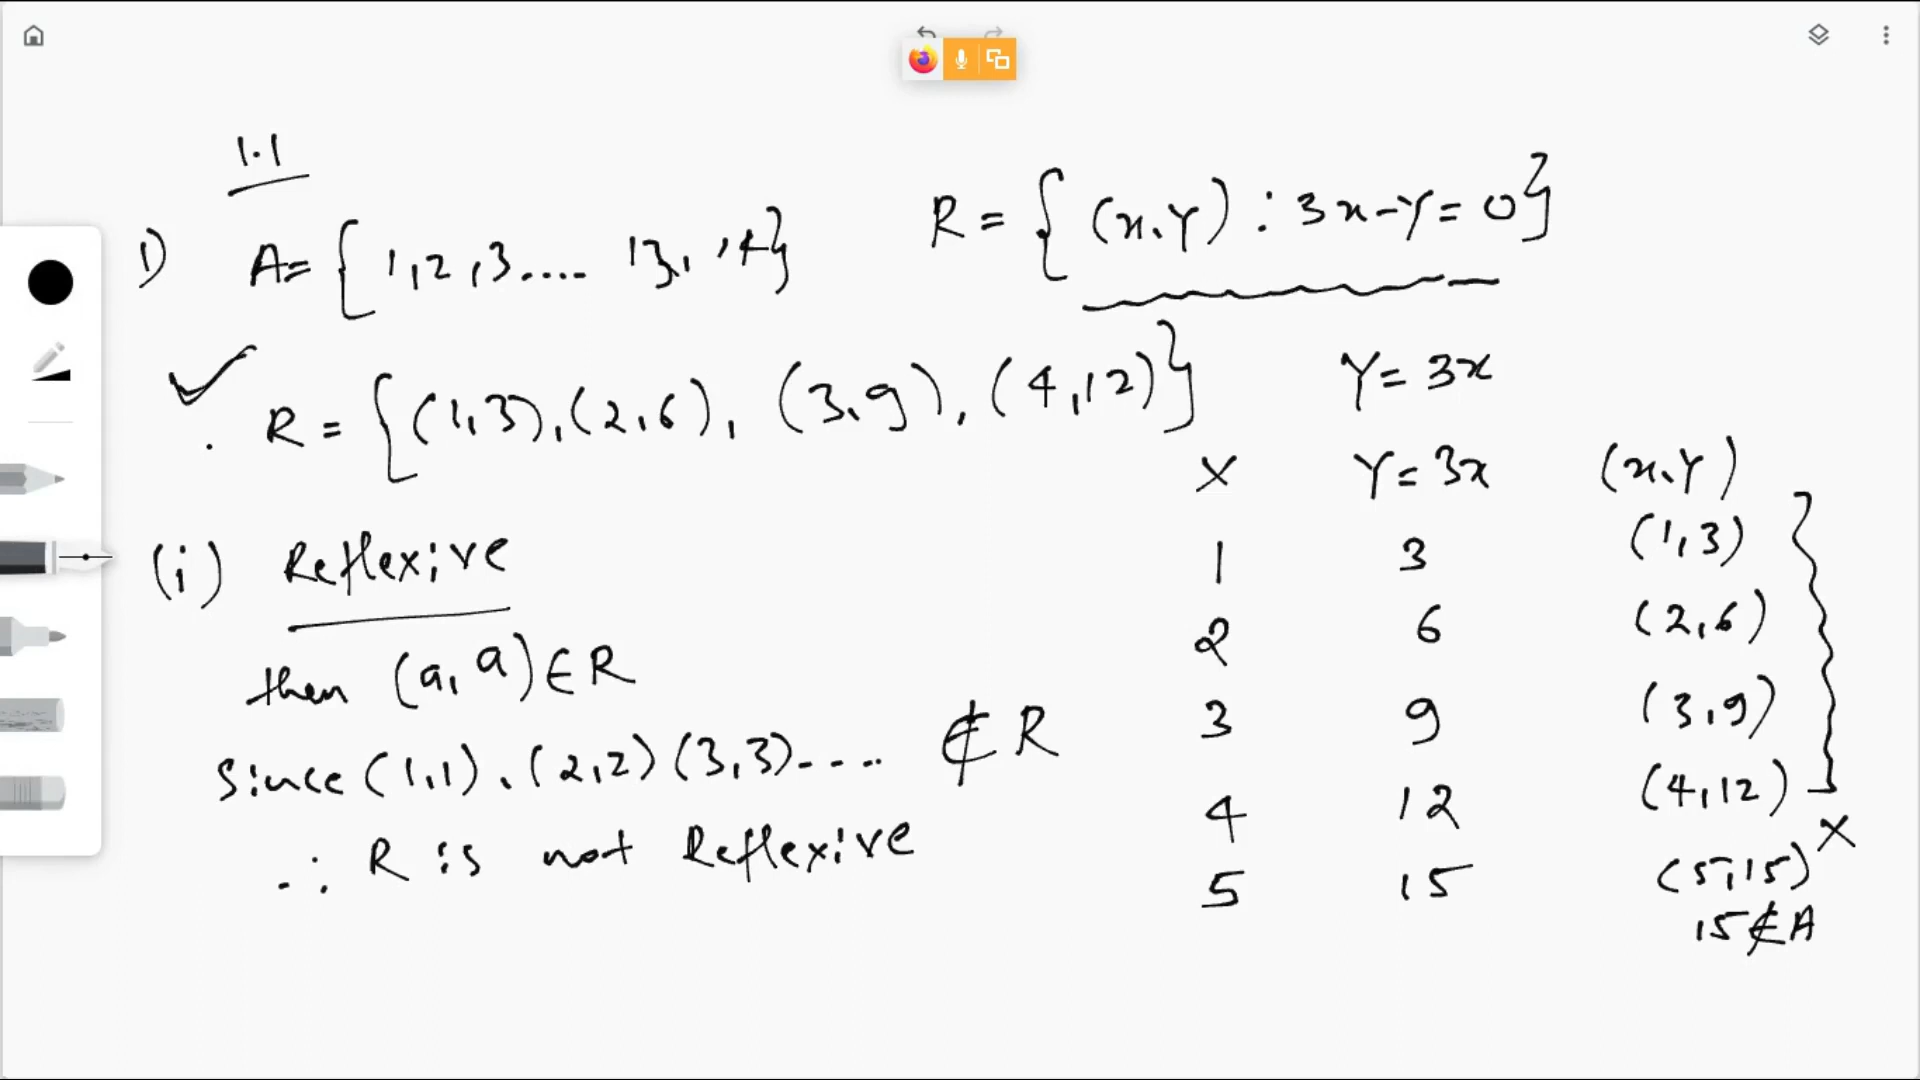 1.1
1) A = { 1, 2, 3 .... 13, 14 } R = { (x, y) : 3x - y = 0 }
∴ R = { (1,3), (2,6), (3,9), (4,12) } y = 3x
x y = 3x (x, y)
(i) Reflexive 1 3 (1,3)
then (a, a) ∈ R 2 6 (2,6)
since (1,1), (2,2) (3,3) .... ∉ R 3 9 (3,9)
4 12 (4,12)
∴ R is not Reflexive 5 15 (5,15) X
15 ∉ A